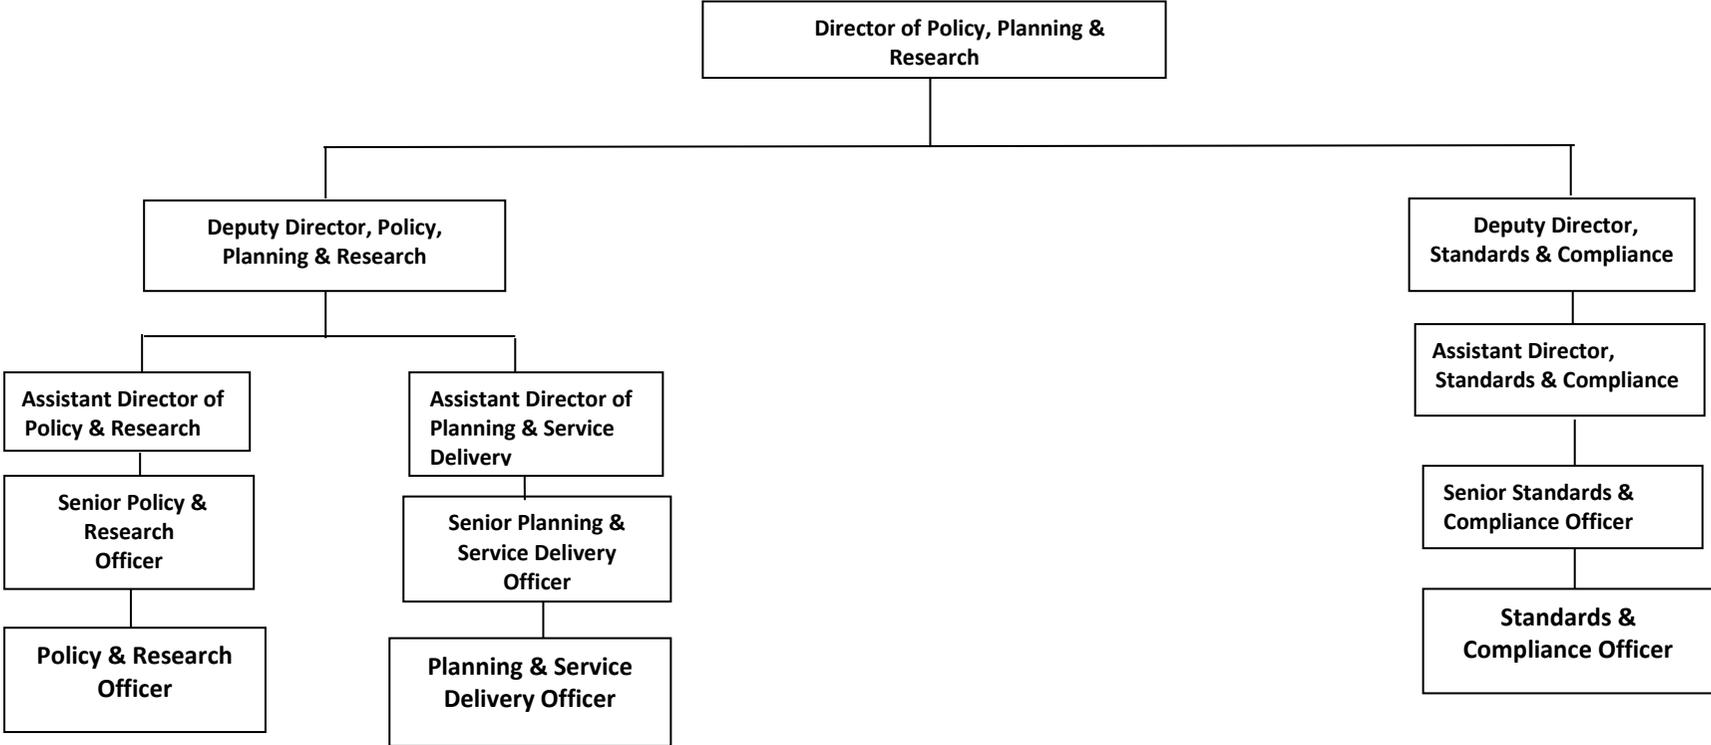 Director of Policy, Planning &
Research
Deputy Director, Policy,
Planning & Research
Deputy Director,
Standards & Compliance
Assistant Director of
Policy & Research
Assistant Director of
Planning & Service
Delivery
Assistant Director,
Standards & Compliance
Senior Policy &
Research
Officer
Senior Planning &
Service Delivery
Officer
Senior Standards &
Compliance Officer
Policy & Research
Officer
Planning & Service
Delivery Officer
Standards &
Compliance Officer